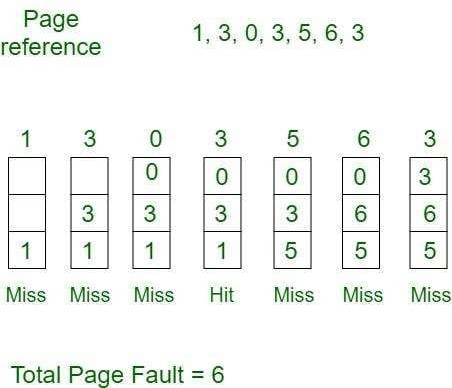 Page
reference
1, 3, 0, 3, 5, 6, 3
1 3 0 3 5 6 3
0 0 0 0 3
3 3 3 3 6 6
1 1 1 1 5 5 5
Miss Miss Miss Hit Miss Miss Miss
Total Page Fault = 6